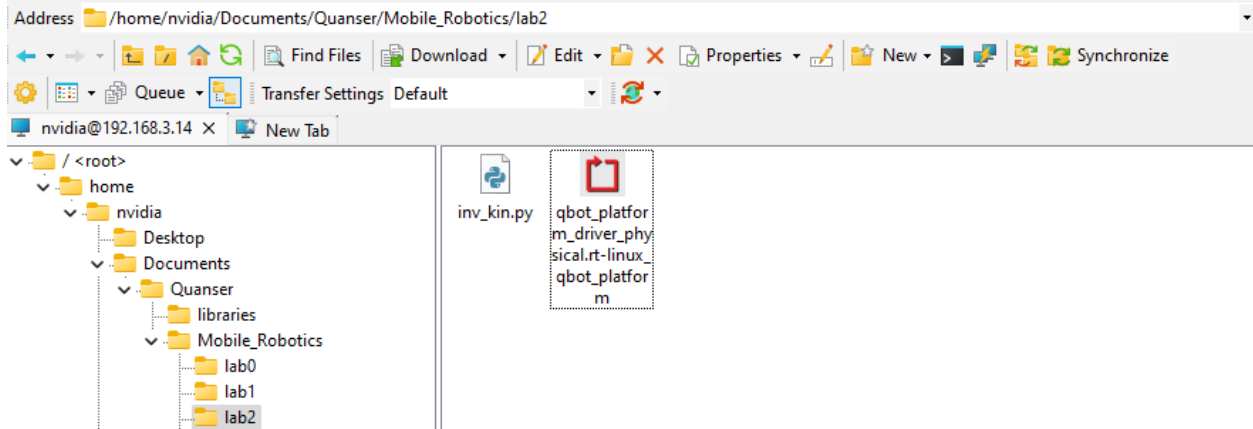 Address /home/nvidia/Documents/Quanser/Mobile_Robotics/lab2
Find Files Download Edit Properties New Synchronize
Queue Transfer Settings Default
nvidia@192.168.3.14 New Tab
/ <root>
home
nvidia
Desktop
Documents
Quanser
libraries
Mobile_Robotics
lab0
lab1
lab2
inv_kin.py
qbot_platfor
m_driver_phy
sical.rt-linux_
qbot_platfor
m